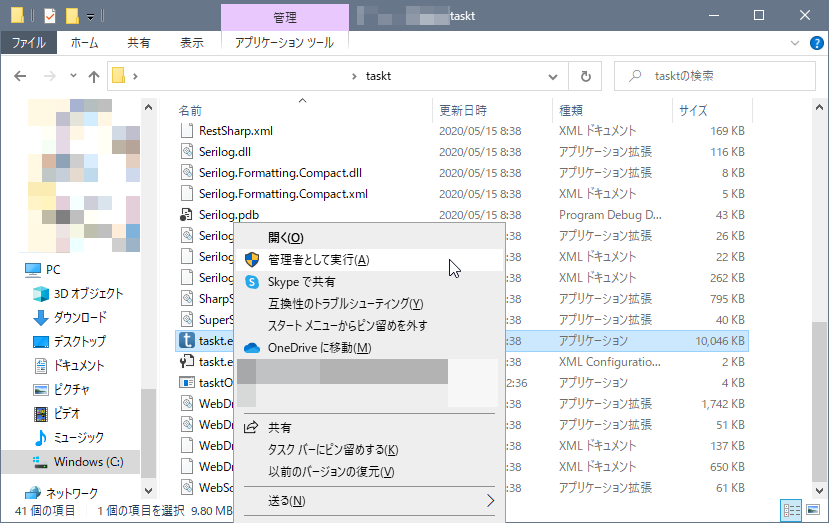 管理
taskt
ファイル ホーム 共有 表示 アプリケーション ツール
taskt
tasktの検索
名前 更新日時 種類 サイズ
RestSharp.xml 2020/05/15 8:38 XML ドキュメント 169 KB
Serilog.dll 2020/05/15 8:38 アプリケーション拡張 116 KB
Serilog.Formatting.Compact.dll 2020/05/15 8:38 アプリケーション拡張 8 KB
Serilog.Formatting.Compact.xml 2020/05/15 8:38 XML ドキュメント 5 KB
Serilog.pdb 2020/05/15 8:38 Program Debug D... 43 KB
Serilog :38 アプリケーション拡張 26 KB
Serilog :38 XML ドキュメント 22 KB
Serilog :38 XML ドキュメント 262 KB
SharpS :38 アプリケーション拡張 795 KB
SuperS :38 アプリケーション拡張 40 KB
taskt.e :38 アプリケーション 10,046 KB
taskt.e :38 XML Configuratio... 2 KB
tasktO 2:36 アプリケーション 4 KB
WebDr :38 アプリケーション拡張 1,742 KB
WebDr :38 アプリケーション拡張 51 KB
WebDr :38 XML ドキュメント 137 KB
WebDr :38 XML ドキュメント 650 KB
WebSo :38 アプリケーション拡張 61 KB
PC
3D オブジェクト
ダウンロード
デスクトップ
ドキュメント
ピクチャ
ビデオ
ミュージック
Windows (C:)
ネットワーク
開く(O)
管理者として実行(A)
Skype で共有
互換性のトラブルシューティング(Y)
スタート メニューからピン留めを外す
OneDrive に移動(M)
共有
タスク バーにピン留めする(K)
以前のバージョンの復元(V)
送る(N)
41 個の項目 1 個の項目を選択 9.80 MB